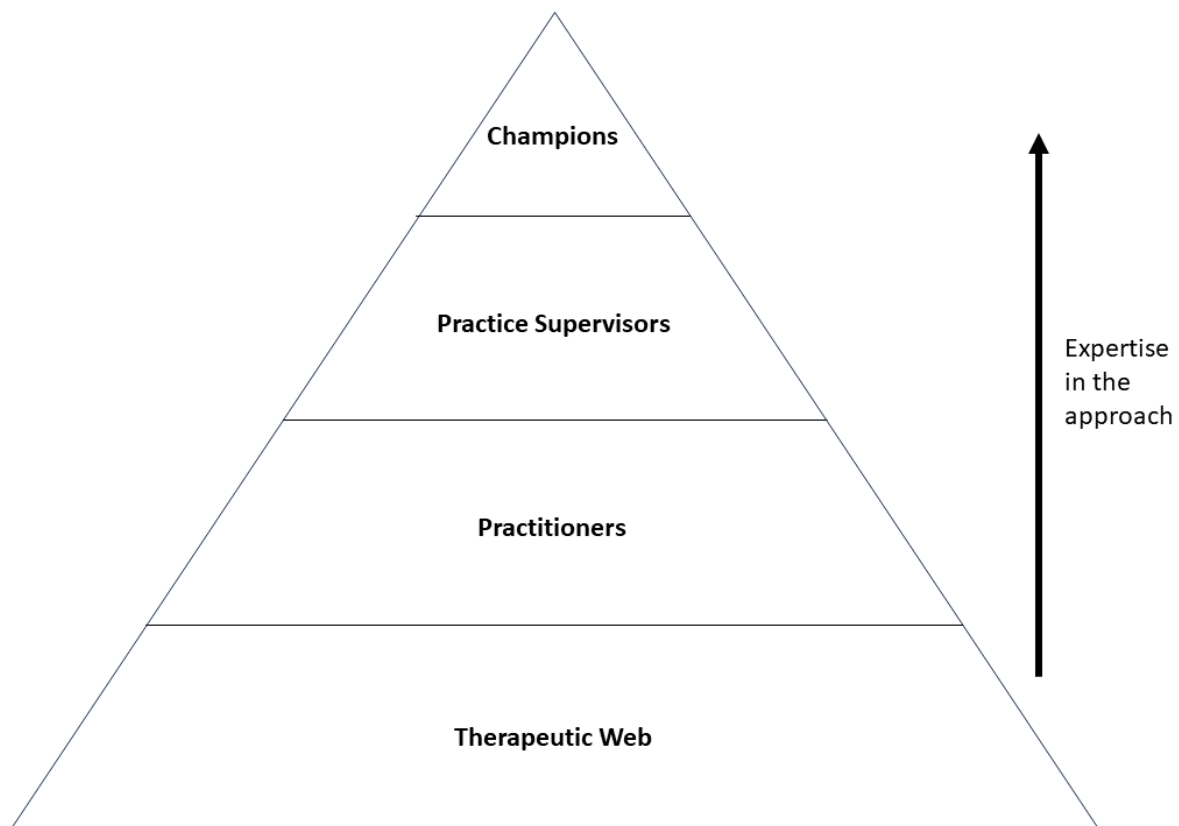 Champions
Practice Supervisors
Expertise
in the
approach
Practitioners
Therapeutic Web